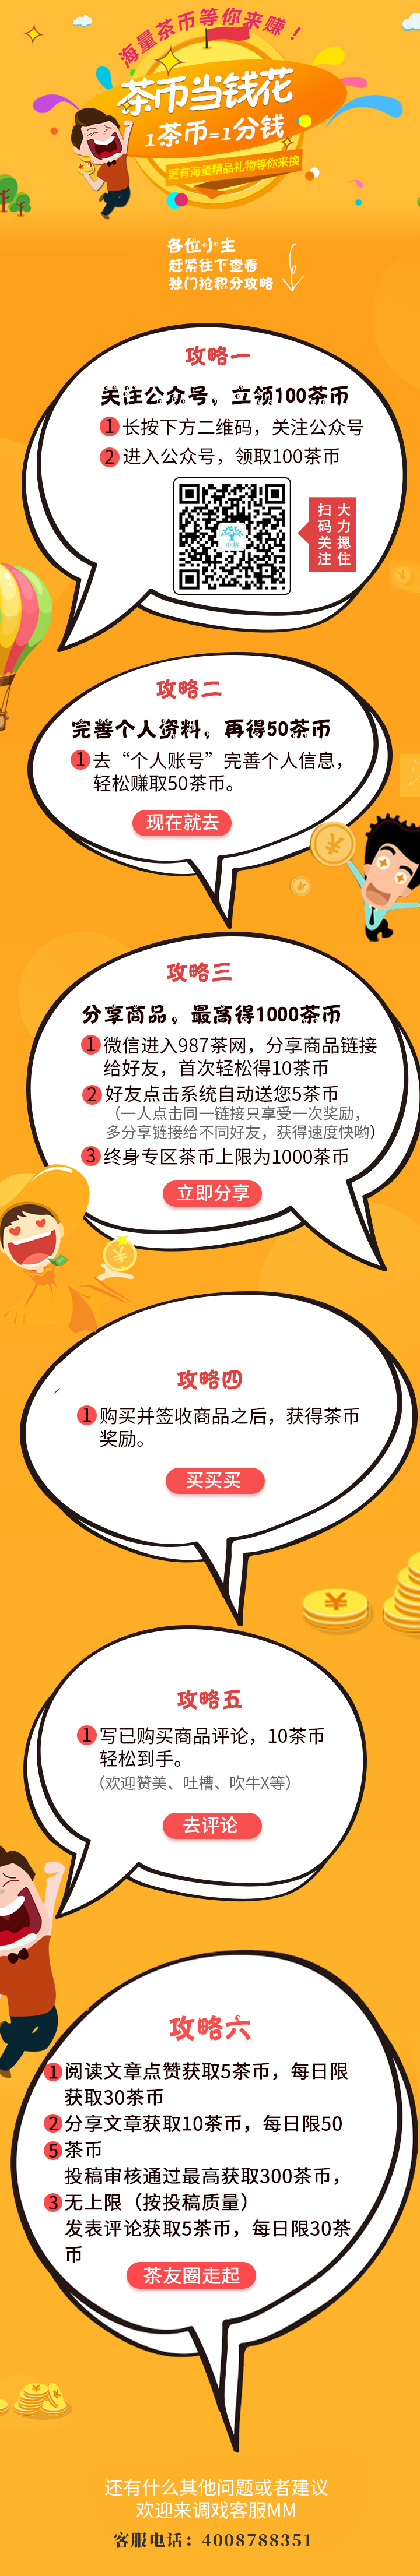 海量茶币等你来赚！
茶币当钱花
1茶币=1分钱
更有海量精品礼物等你来换
各位小主
赶紧往下查看
独门抢积分攻略
攻略一
关注公众号，立领100茶币
1 长按下方二维码，关注公众号
2 进入公众号，领取100茶币
大力摁住
扫码关注
攻略二
完善个人资料，再得50茶币
1 去“个人账号”完善个人信息，
轻松赚取50茶币。
现在就去
攻略三
分享商品，最高得1000茶币
1 微信进入987茶网，分享商品链接
给好友，首次轻松得10茶币
2 好友点击系统自动送您5茶币
（一人点击同一链接只享受一次奖励，
多分享链接给不同好友，获得速度快哟）
3 终身专区茶币上限为1000茶币
立即分享
攻略四
1 购买并签收商品之后，获得茶币
奖励。
买买买
攻略五
1 写已购买商品评论，10茶币
轻松到手。
（欢迎赞美、吐槽、吹牛X等）
去评论
攻略六
1 阅读文章点赞获取5茶币，每日限
获取30茶币
2 分享文章获取10茶币，每日限50
5 茶币
投稿审核通过最高获取300茶币，
3 无上限（按投稿质量）
发表评论获取5茶币，每日限30茶
币
茶友圈走起
还有什么其他问题或者建议
欢迎来调戏客服MM
客服电话：4008788351